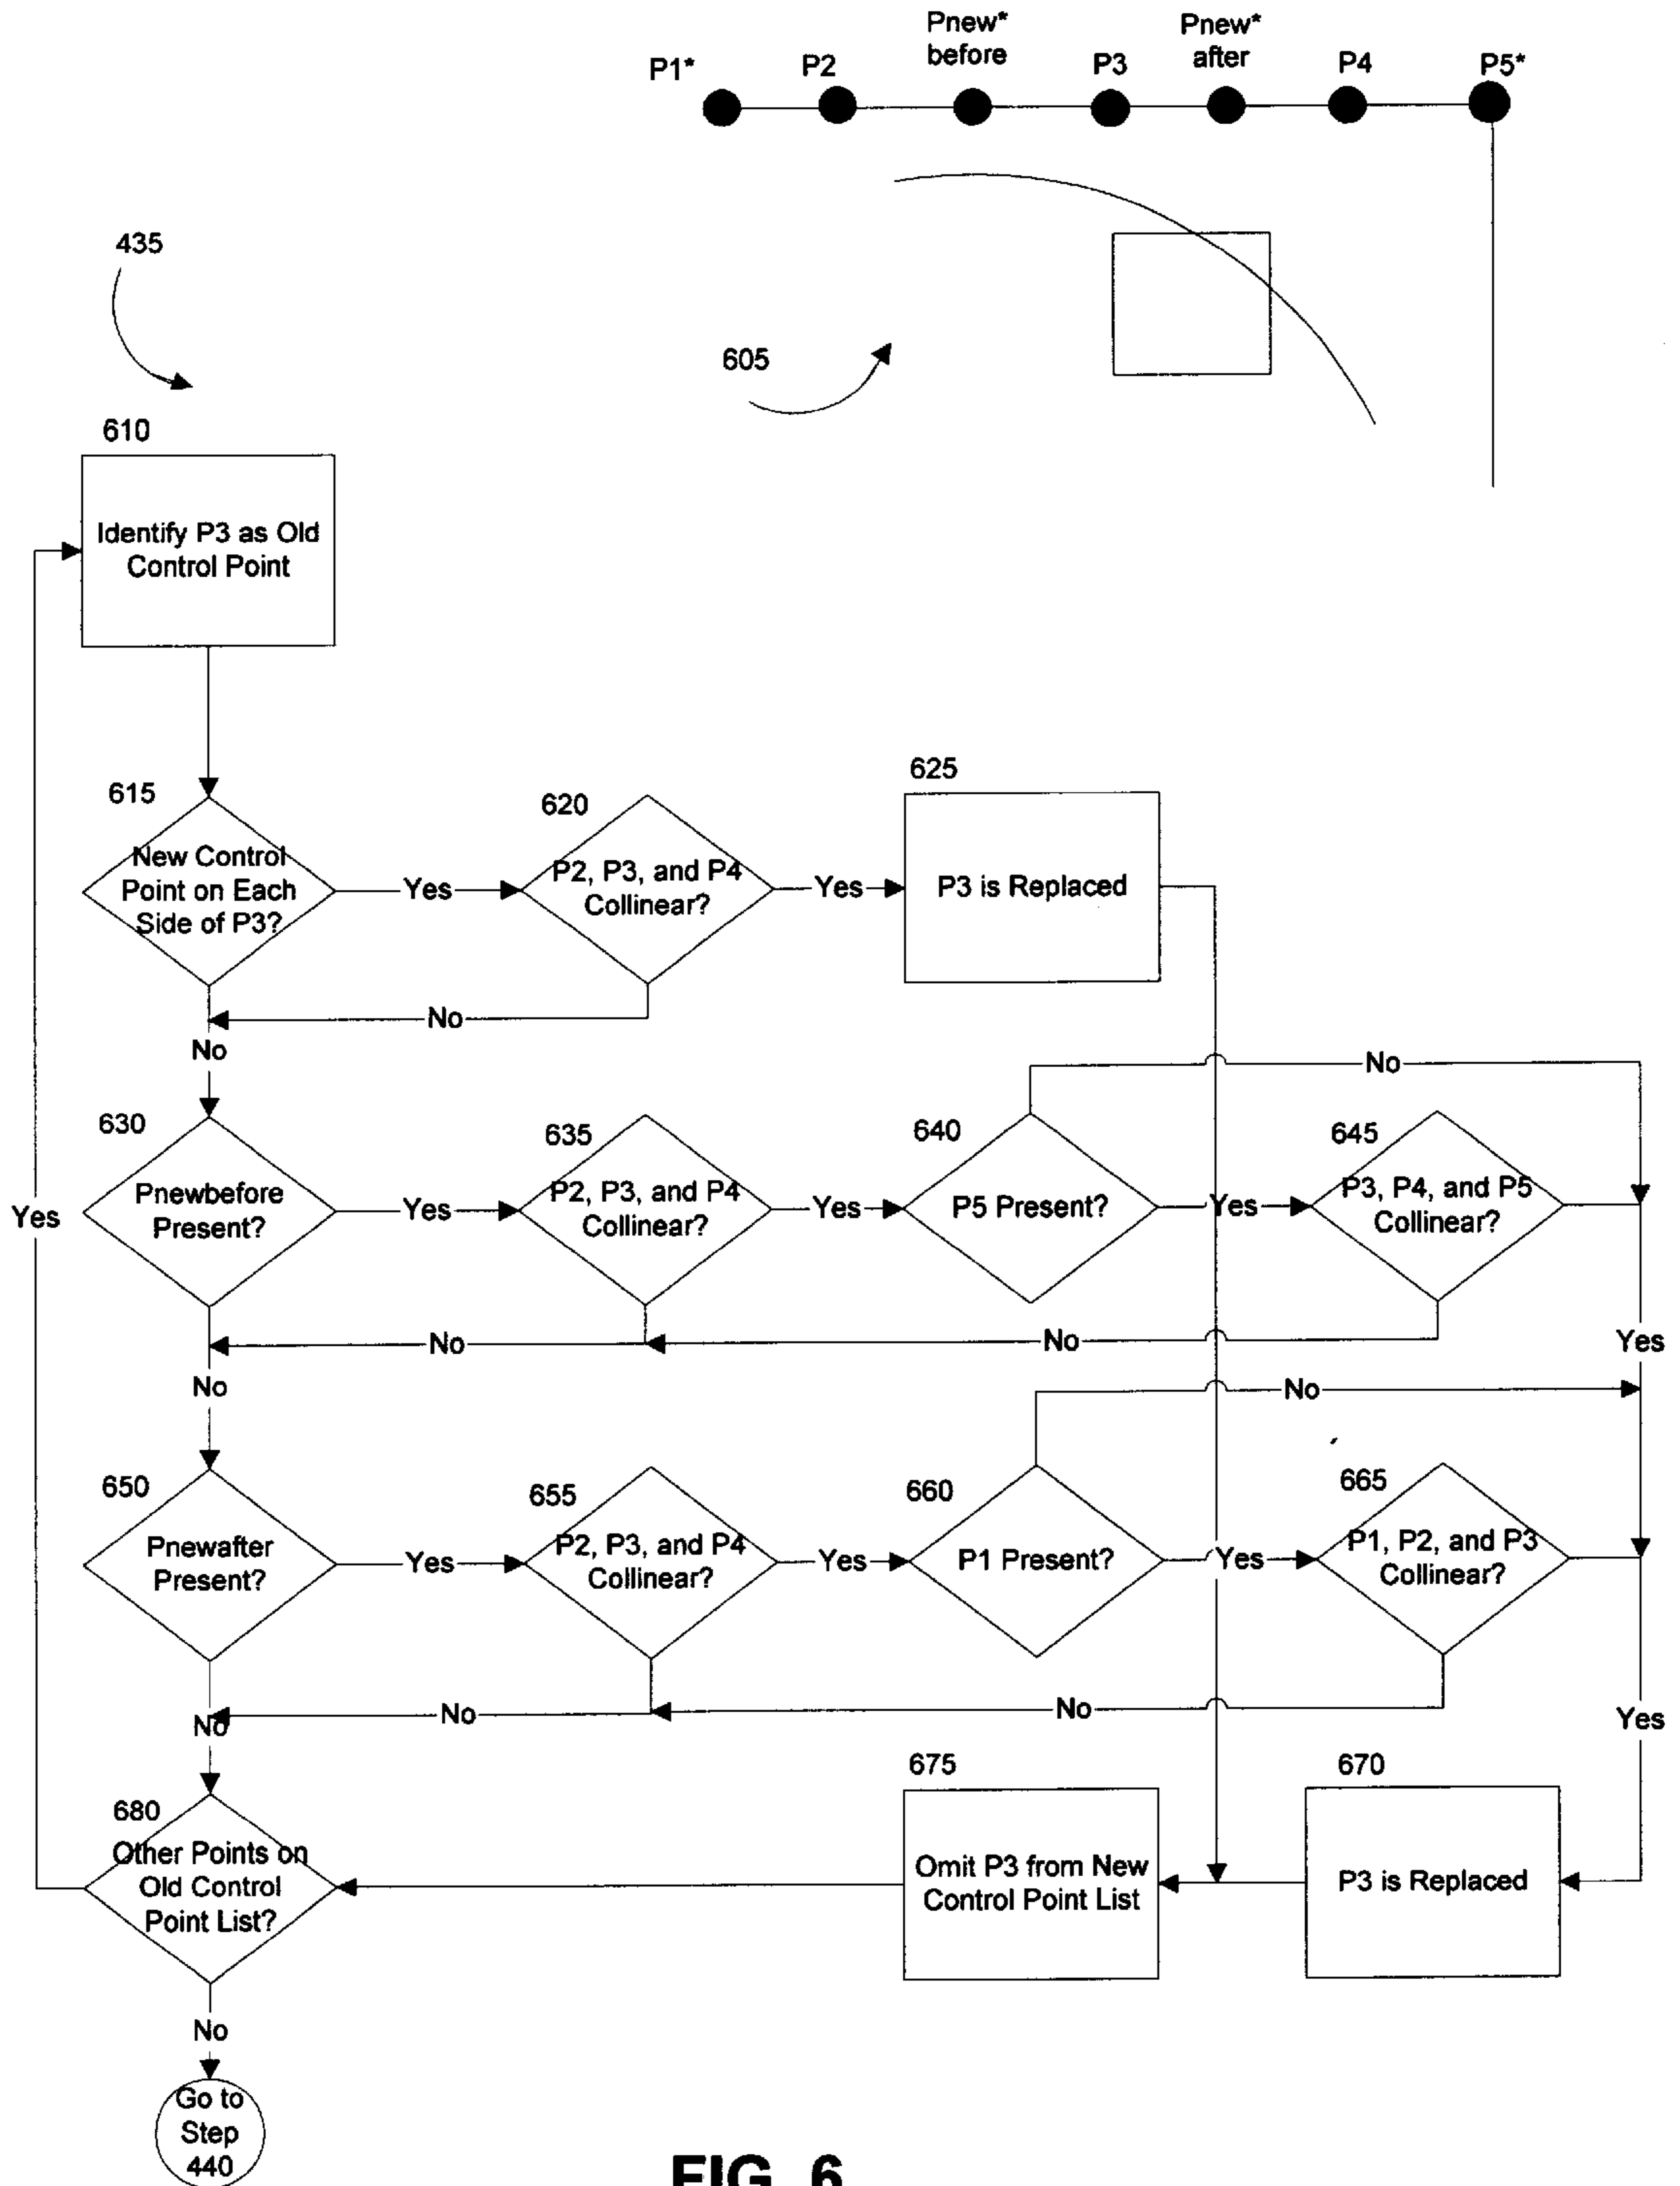 P1*
P2
Pnew*
before
P3
Pnew*
after
P4
P5*
435
605
610
Identify P3 as Old
Control Point
615
New Control
Point on Each
Side of P3?
Yes
620
P2, P3, and P4
Collinear?
Yes
625
P3 is Replaced
No
No
No
630
Pnewbefore
Present?
Yes
635
P2, P3, and P4
Collinear?
Yes
640
P5 Present?
Yes
645
P3, P4, and P5
Collinear?
Yes
No
No
Yes
No
No
650
Pnewafter
Present?
Yes
655
P2, P3, and P4
Collinear?
Yes
660
P1 Present?
Yes
665
P1, P2, and P3
Collinear?
No
No
No
Yes
680
Other Points on
Old Control
Point List?
675
Omit P3 from New
Control Point List
670
P3 is Replaced
No
Go to
Step
440
FIG. 6